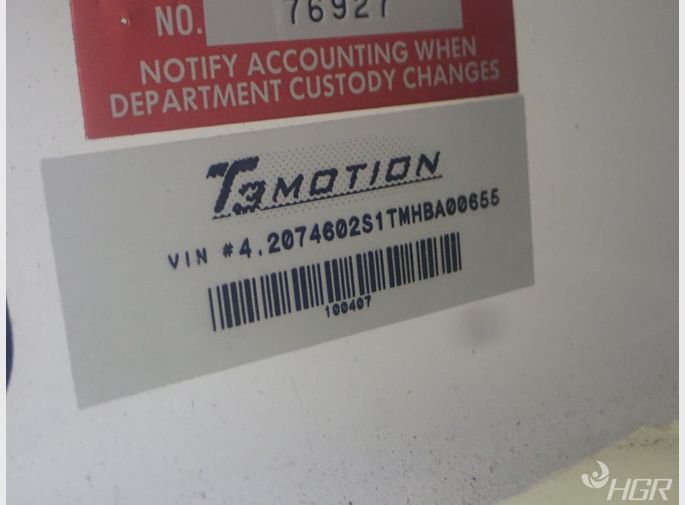 NO. 76927
NOTIFY ACCOUNTING WHEN
DEPARTMENT CUSTODY CHANGES
T3MOTION
VIN #4.2074602S1TMHBA00655
100407
HGR